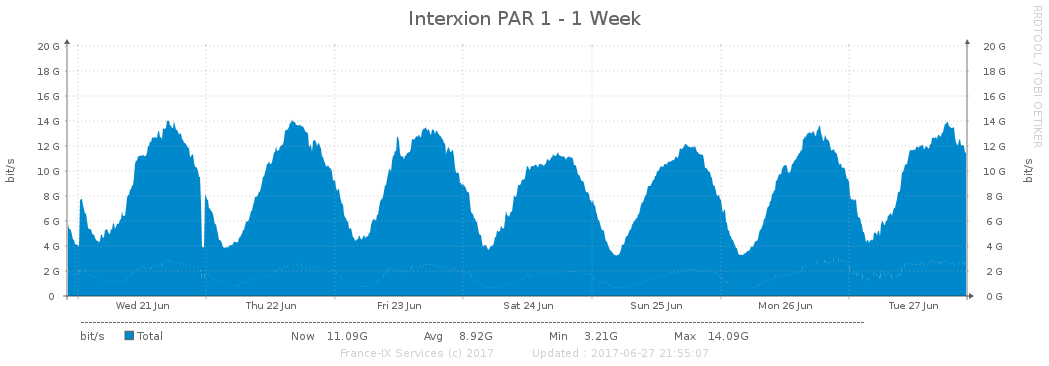 Interxion PAR 1 - 1 Week
RRDTOOL / TOBI OETIKER
20 G 20 G
18 G 18 G
16 G 16 G
14 G 14 G
12 G 12 G
10 G 10 G
8 G 8 G
6 G 6 G
4 G 4 G
2 G 2 G
0 0 G
bit/s bit/s
Wed 21 Jun Thu 22 Jun Fri 23 Jun Sat 24 Jun Sun 25 Jun Mon 26 Jun Tue 27 Jun
bit/s Total Now 11.09G Avg 8.92G Min 3.21G Max 14.09G
France-IX Services (c) 2017 Updated : 2017-06-27 21:55:07